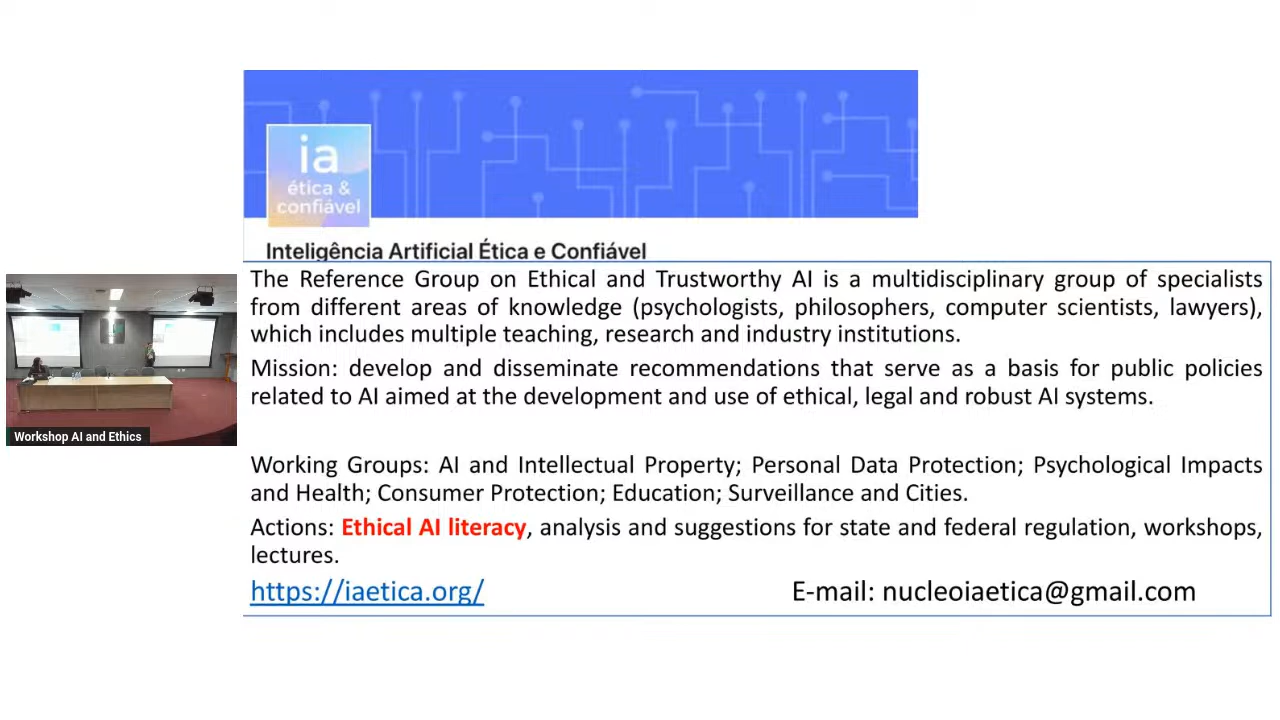 ia
ética &
confiável
Inteligência Artificial Ética e Confiável
The Reference Group on Ethical and Trustworthy AI is a multidisciplinary group of specialists
from different areas of knowledge (psychologists, philosophers, computer scientists, lawyers),
which includes multiple teaching, research and industry institutions.
Mission: develop and disseminate recommendations that serve as a basis for public policies
related to AI aimed at the development and use of ethical, legal and robust AI systems.
Working Groups: AI and Intellectual Property; Personal Data Protection; Psychological Impacts
and Health; Consumer Protection; Education; Surveillance and Cities.
Actions: Ethical AI literacy, analysis and suggestions for state and federal regulation, workshops,
lectures.
https://iaetica.org/ E-mail: nucleoiaetica@gmail.com
Workshop AI and Ethics